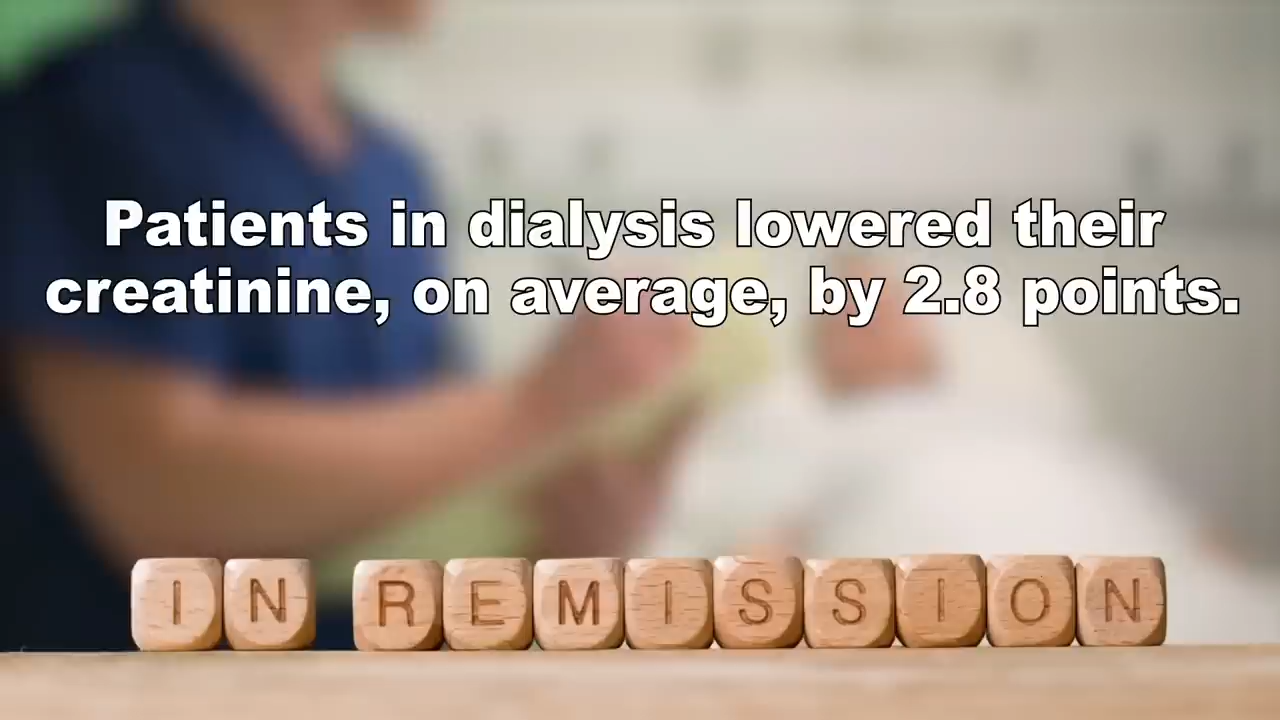 Patients in dialysis lowered their
creatinine, on average, by 2.8 points.
IN REMISSION